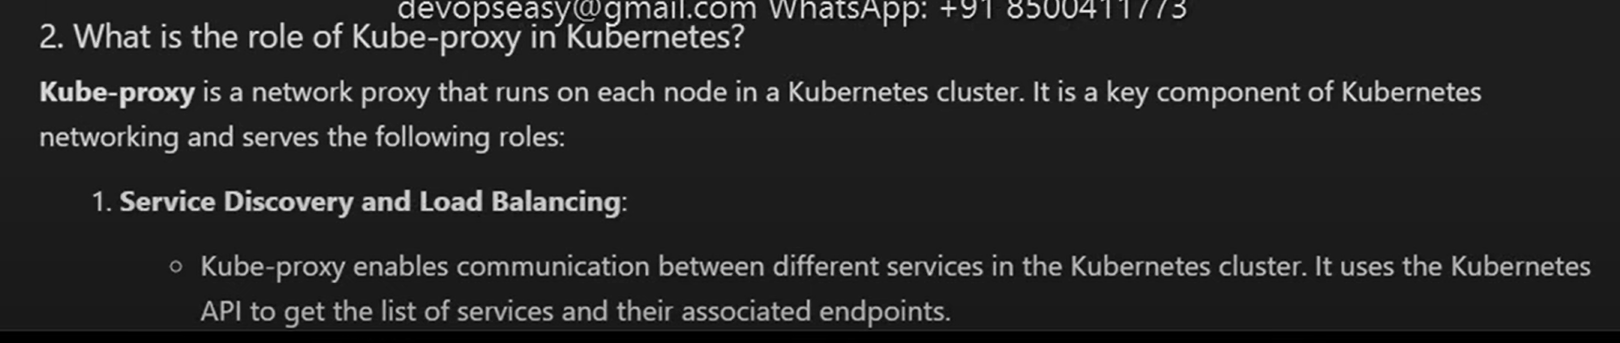 devopseasy@gmail.com WhatsApp: +91 8500411773
2. What is the role of Kube-proxy in Kubernetes?
Kube-proxy is a network proxy that runs on each node in a Kubernetes cluster. It is a key component of Kubernetes
networking and serves the following roles:
1. Service Discovery and Load Balancing:
○ Kube-proxy enables communication between different services in the Kubernetes cluster. It uses the Kubernetes
API to get the list of services and their associated endpoints.